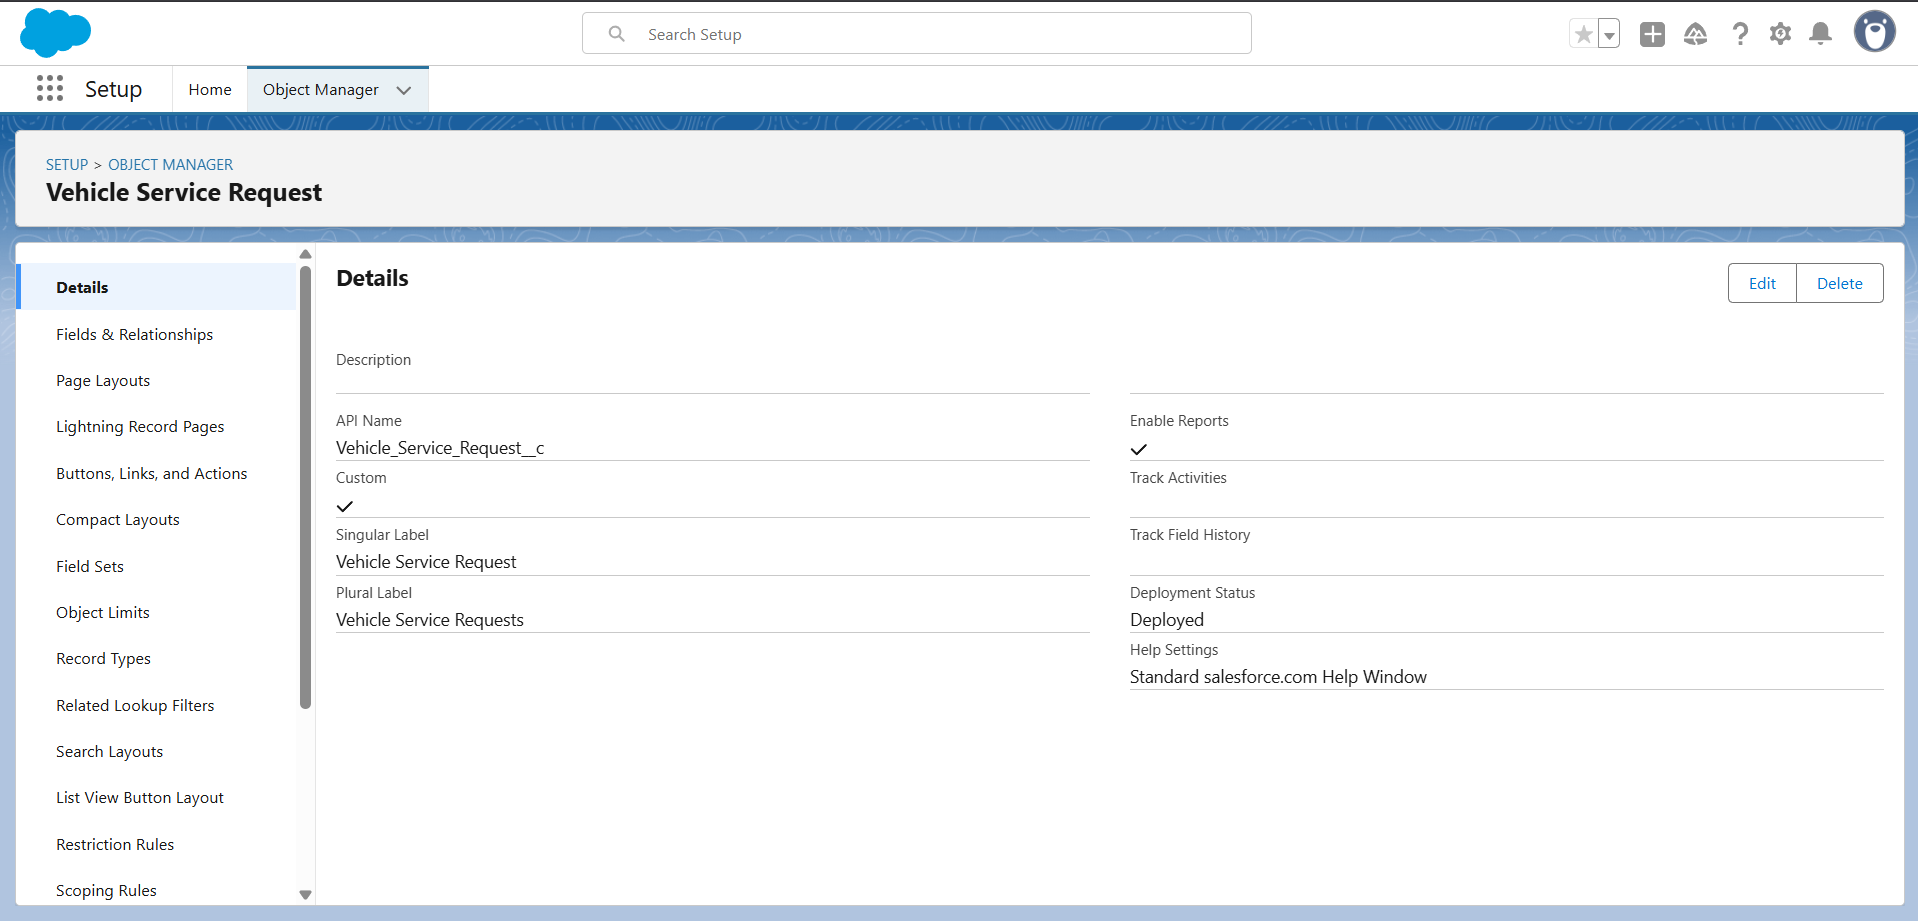 Search Setup
Setup
Home
Object Manager
SETUP > OBJECT MANAGER
Vehicle Service Request
Details
Fields & Relationships
Page Layouts
Lightning Record Pages
Buttons, Links, and Actions
Compact Layouts
Field Sets
Object Limits
Record Types
Related Lookup Filters
Search Layouts
List View Button Layout
Restriction Rules
Scoping Rules
Details
Edit
Delete
Description
API Name
Vehicle_Service_Request__c
Custom
Singular Label
Vehicle Service Request
Plural Label
Vehicle Service Requests
Enable Reports
Track Activities
Track Field History
Deployment Status
Deployed
Help Settings
Standard salesforce.com Help Window